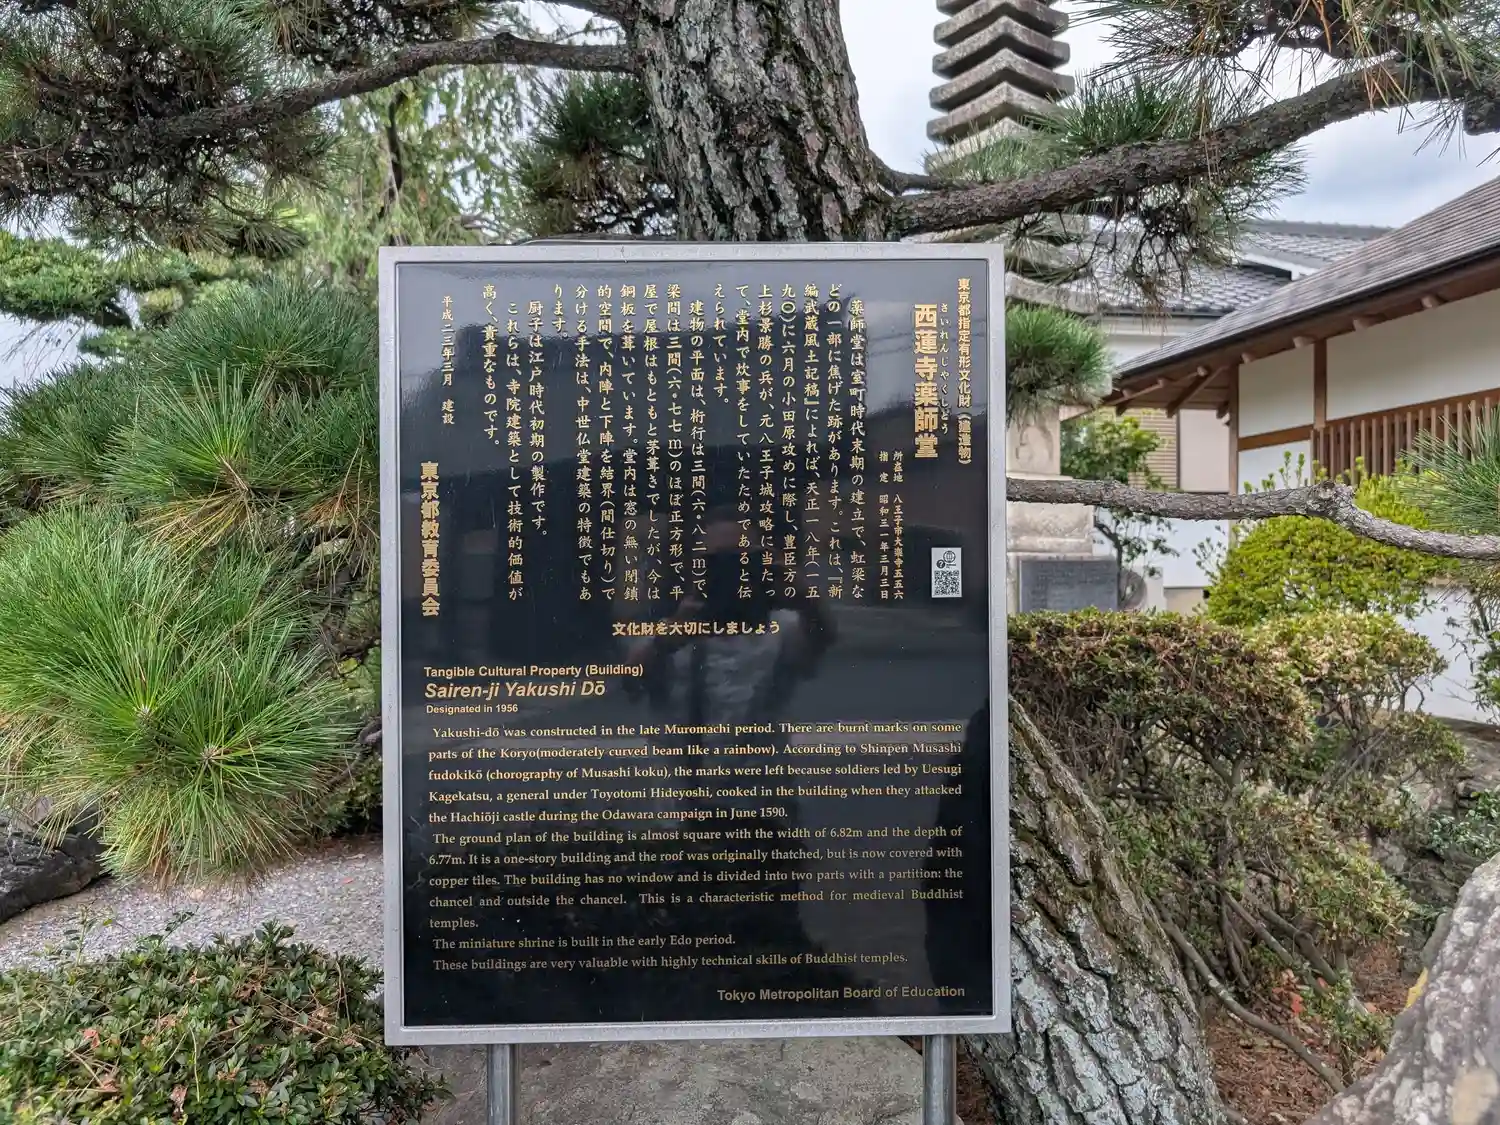 東京都指定有形文化財（建造物）
さいれんじやくしどう
西蓮寺薬師堂
所在地　八王子市大楽寺五五六
指　定　昭和三一年三月三日
薬師堂は室町時代末期の建立で、虹梁な
どの一部に焦げた跡があります。これは、『新
編武蔵風土記稿』によれば、天正一八年（一五
九〇）に六月の小田原攻めに際し、豊臣方の
上杉景勝の兵が、元八王子城攻略に当たっ
て、堂内で炊事をしていたためであると伝
えられています。
建物の平面は、桁行は三間（六・八二ｍ）で、
梁間は三間（六・七七ｍ）のほぼ正方形で、平
屋で屋根はもともと茅葺きでしたが、今は
銅板を葺いています。堂内は窓の無い閉鎖
的空間で、内陣と下陣を結界（間仕切り）で
分ける手法は、中世仏堂建築の特徴でもあ
ります。
厨子は江戸時代初期の製作です。
これらは、寺院建築として技術的価値が
高く、貴重なものです。
平成二三年三月　建設
東京都教育委員会
文化財を大切にしましょう
Tangible Cultural Property (Building)
Sairen-ji Yakushi Dō
Designated in 1956
Yakushi-dō was constructed in the late Muromachi period. There are burnt marks on some
parts of the Koryo(moderately curved beam like a rainbow). According to Shinpen Musashi
fudokikō (chorography of Musashi koku), the marks were left because soldiers led by Uesugi
Kagekatsu, a general under Toyotomi Hideyoshi, cooked in the building when they attacked
the Hachiōji castle during the Odawara campaign in June 1590.
The ground plan of the building is almost square with the width of 6.82m and the depth of
6.77m. It is a one-story building and the roof was originally thatched, but is now covered with
copper tiles. The building has no window and is divided into two parts with a partition: the
chancel and outside the chancel. This is a characteristic method for medieval Buddhist
temples.
The miniature shrine is built in the early Edo period.
These buildings are very valuable with highly technical skills of Buddhist temples.
Tokyo Metropolitan Board of Education